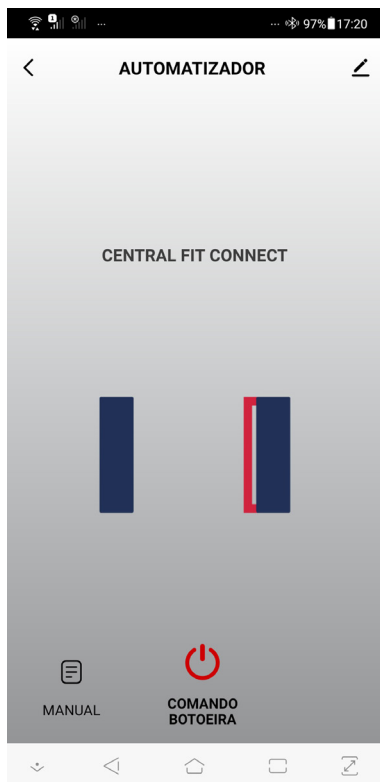 ... ... 97% 17:20
AUTOMATIZADOR
CENTRAL FIT CONNECT
MANUAL
COMANDO
BOTOEIRA